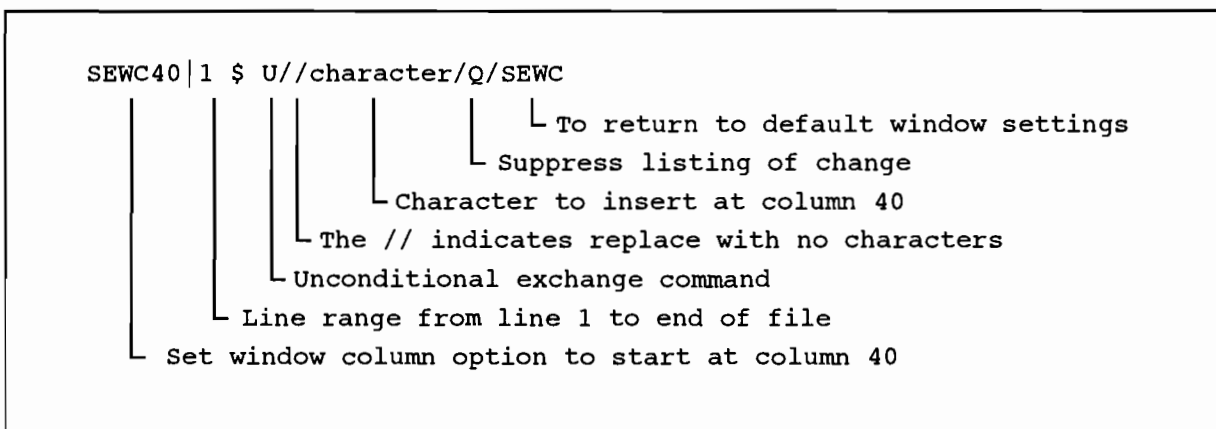 SEWC40|1 $ U//character/Q/SEWC
To return to default window settings
Suppress listing of change
Character to insert at column 40
The // indicates replace with no characters
Unconditional exchange command
Line range from line 1 to end of file
Set window column option to start at column 40